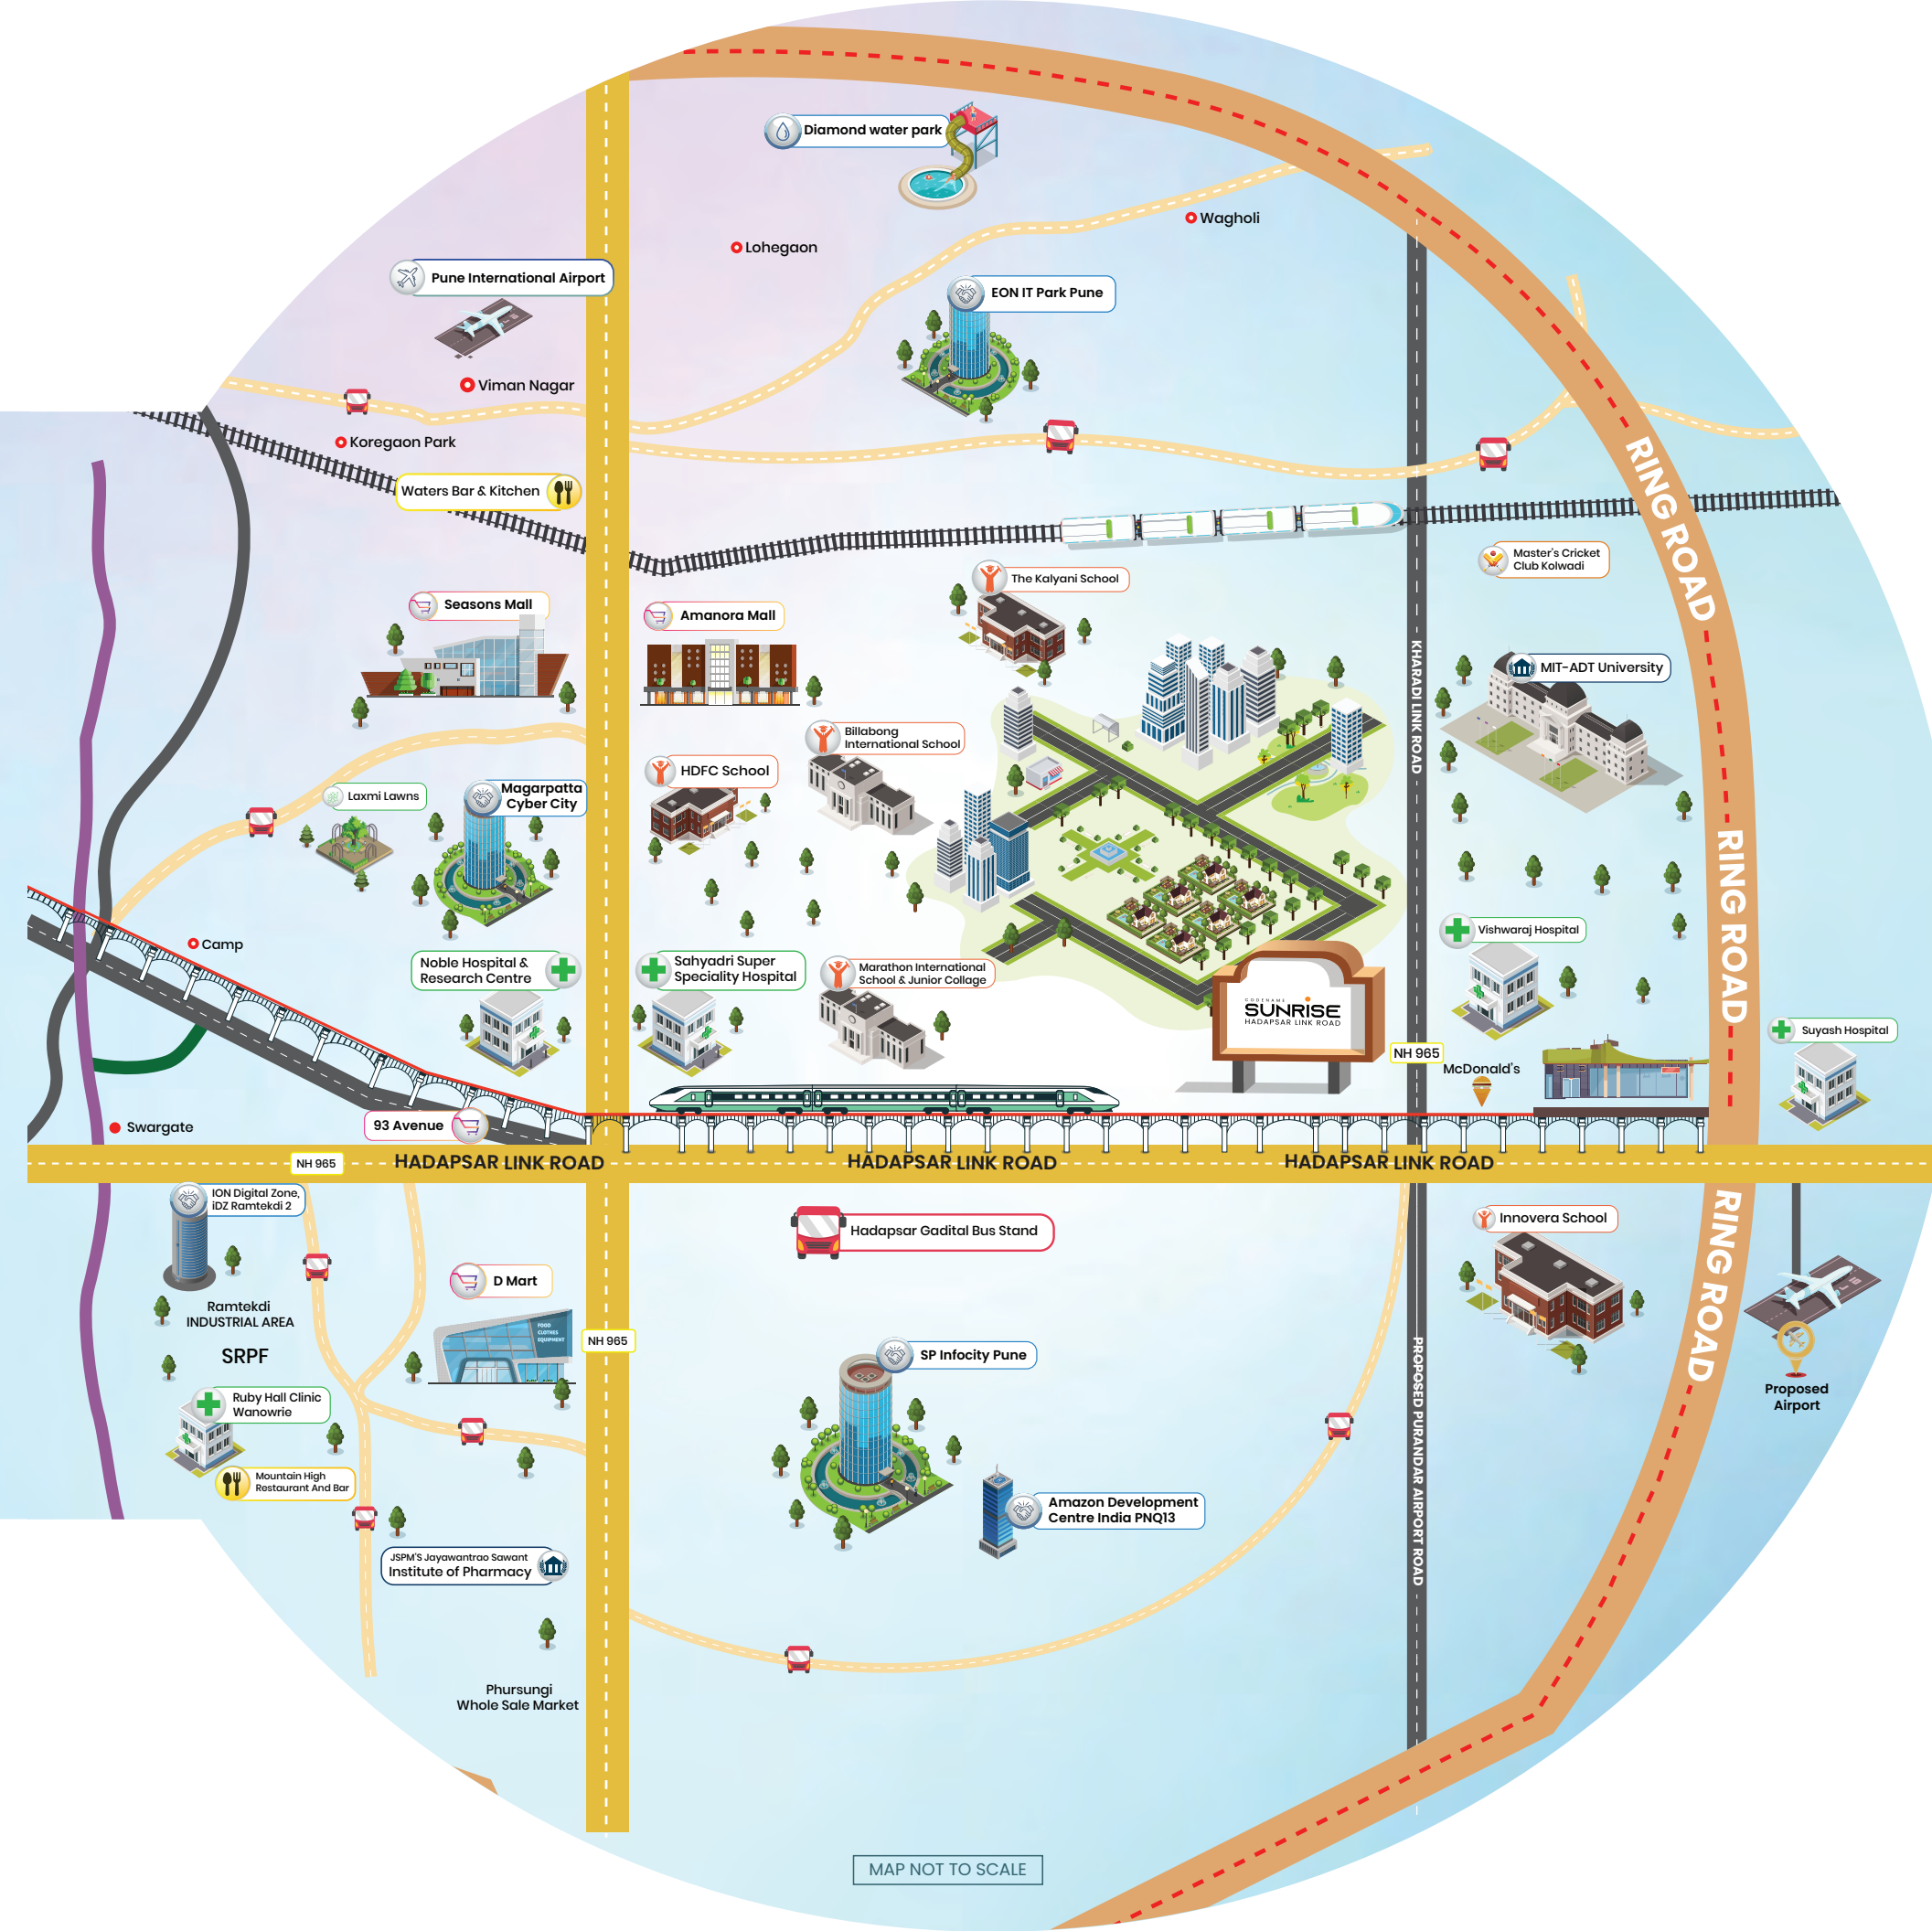 Diamond water park
Wagholi
Lohegaon
Pune International Airport
EON IT Park Pune
Viman Nagar
Koregaon Park
Waters Bar & Kitchen
RING ROAD
Master's Cricket
Club Kolwadi
The Kalyani School
Seasons Mall
Amanora Mall
KHARADI LINK ROAD
MIT-ADT University
Billabong
International School
HDFC School
Laxmi Lawns
Magarpatta
Cyber City
RING ROAD
Camp
Noble Hospital &
Research Centre
Sahyadri Super
Speciality Hospital
Marathon International
School & Junior Collage
Vishwaraj Hospital
CODENAME
SUNRISE
HADAPSAR LINK ROAD
Suyash Hospital
NH 965
McDonald's
93 Avenue
Swargate
NH 965
HADAPSAR LINK ROAD
HADAPSAR LINK ROAD
HADAPSAR LINK ROAD
ION Digital Zone,
iDZ Ramtekdi 2
Hadapsar Gadital Bus Stand
Innovera School
RING ROAD
D Mart
Ramtekdi
INDUSTRIAL AREA
FOOD
CLOTHES
EQUIPMENT
NH 965
SRPF
SP Infocity Pune
PROPOSED PURANDAR AIRPORT ROAD
Proposed
Airport
Ruby Hall Clinic
Wanowrie
Mountain High
Restaurant And Bar
Amazon Development
Centre India PNQ13
JSPM'S Jayawantrao Sawant
Institute of Pharmacy
Phursungi
Whole Sale Market
MAP NOT TO SCALE